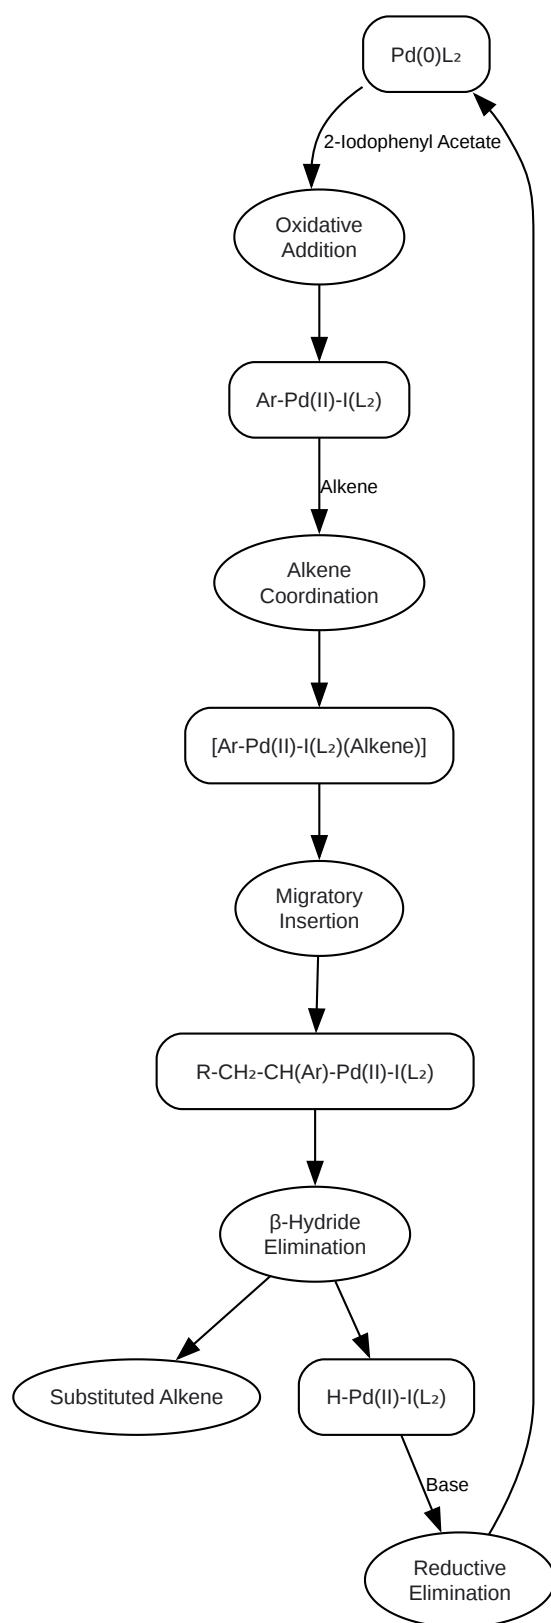 Pd(0)L₂
2-Iodophenyl Acetate
Oxidative
Addition
Ar-Pd(II)-I(L₂)
Alkene
Alkene
Coordination
[Ar-Pd(II)-I(L₂)(Alkene)]
Migratory
Insertion
R-CH₂-CH(Ar)-Pd(II)-I(L₂)
β-Hydride
Elimination
Substituted Alkene
H-Pd(II)-I(L₂)
Base
Reductive
Elimination